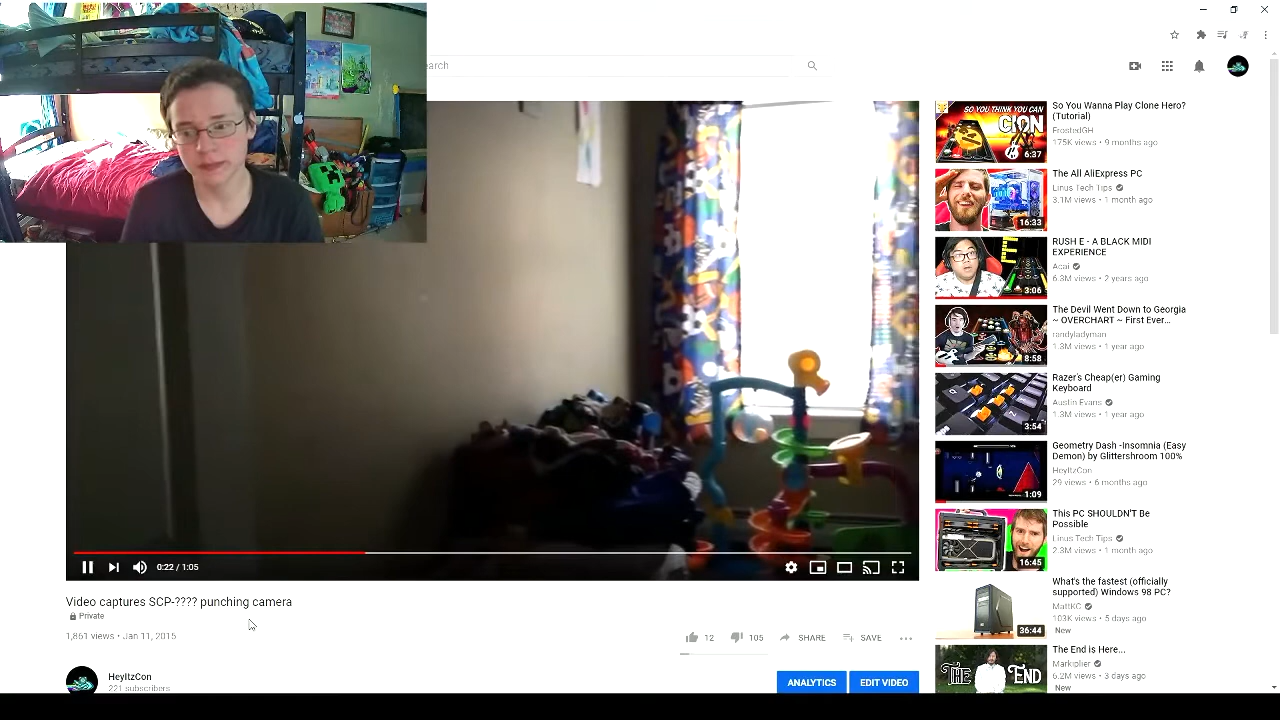 earch
0:22 / 1:05
Video captures SCP-???? punching camera
Private
1,861 views • Jan 11, 2015
12
105
SHARE
SAVE
HeyItzCon
221 subscribers
ANALYTICS
EDIT VIDEO
SO YOU THINK YOU CAN
6:37
So You Wanna Play Clone Hero? (Tutorial)
FrostedGH
175K views • 9 months ago
16:33
The All AliExpress PC
Linus Tech Tips
3.1M views • 1 month ago
3:06
RUSH E - A BLACK MIDI
EXPERIENCE
Acai
6.3M views • 2 years ago
8:58
The Devil Went Down to Georgia
~ OVERCHART ~ First Ever...
randyladyman
1.3M views • 1 year ago
3:54
Razer's Cheap(er) Gaming
Keyboard
Austin Evans
1.3M views • 1 year ago
1:09
Geometry Dash -Insomnia (Easy
Demon) by Glittershroom 100%
HeyItzCon
29 views • 6 months ago
16:45
This PC SHOULDN'T Be
Possible
Linus Tech Tips
2.3M views • 1 month ago
36:44
What's the fastest (officially
supported) Windows 98 PC?
MattKC
103K views • 5 days ago
New
THE END
The End is Here...
Markiplier
6.2M views • 3 days ago
New